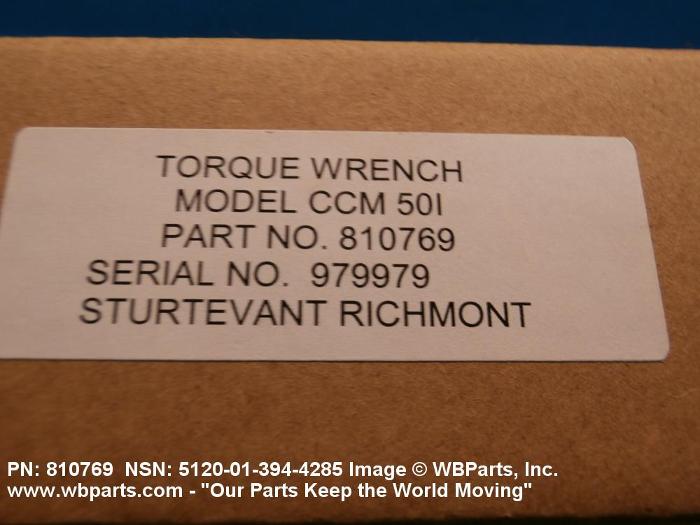 TORQUE WRENCH
MODEL CCM 50I
PART NO. 810769
SERIAL NO. 979979
STURTEVANT RICHMONT
PN: 810769 NSN: 5120-01-394-4285 Image © WBParts, Inc.
www.wbparts.com - "Our Parts Keep the World Moving"